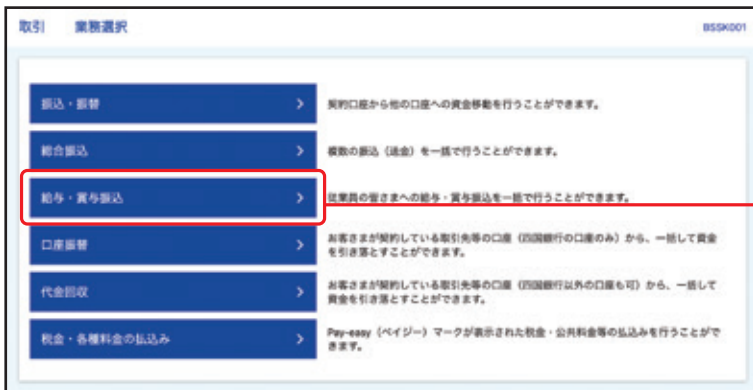 取引 業務選択 BSSK001
振込・振替 契約口座から他の口座への資金移動を行うことができます。
総合振込 複数の振込（送金）を一括で行うことができます。
給与・賞与振込 従業員の皆さまへの給与・賞与振込を一括で行うことができます。
口座振替 お客さまが契約している取引先等の口座（四国銀行の口座のみ）から、一括して資金
を引き落とすことができます。
代金回収 お客さまが契約している取引先等の口座（四国銀行以外の口座も可）から、一括して
資金を引き落とすことができます。
税金・各種料金の払込み Pay-easy（ペイジー）マークが表示された税金・公共料金等の払込みを行うことがで
きます。